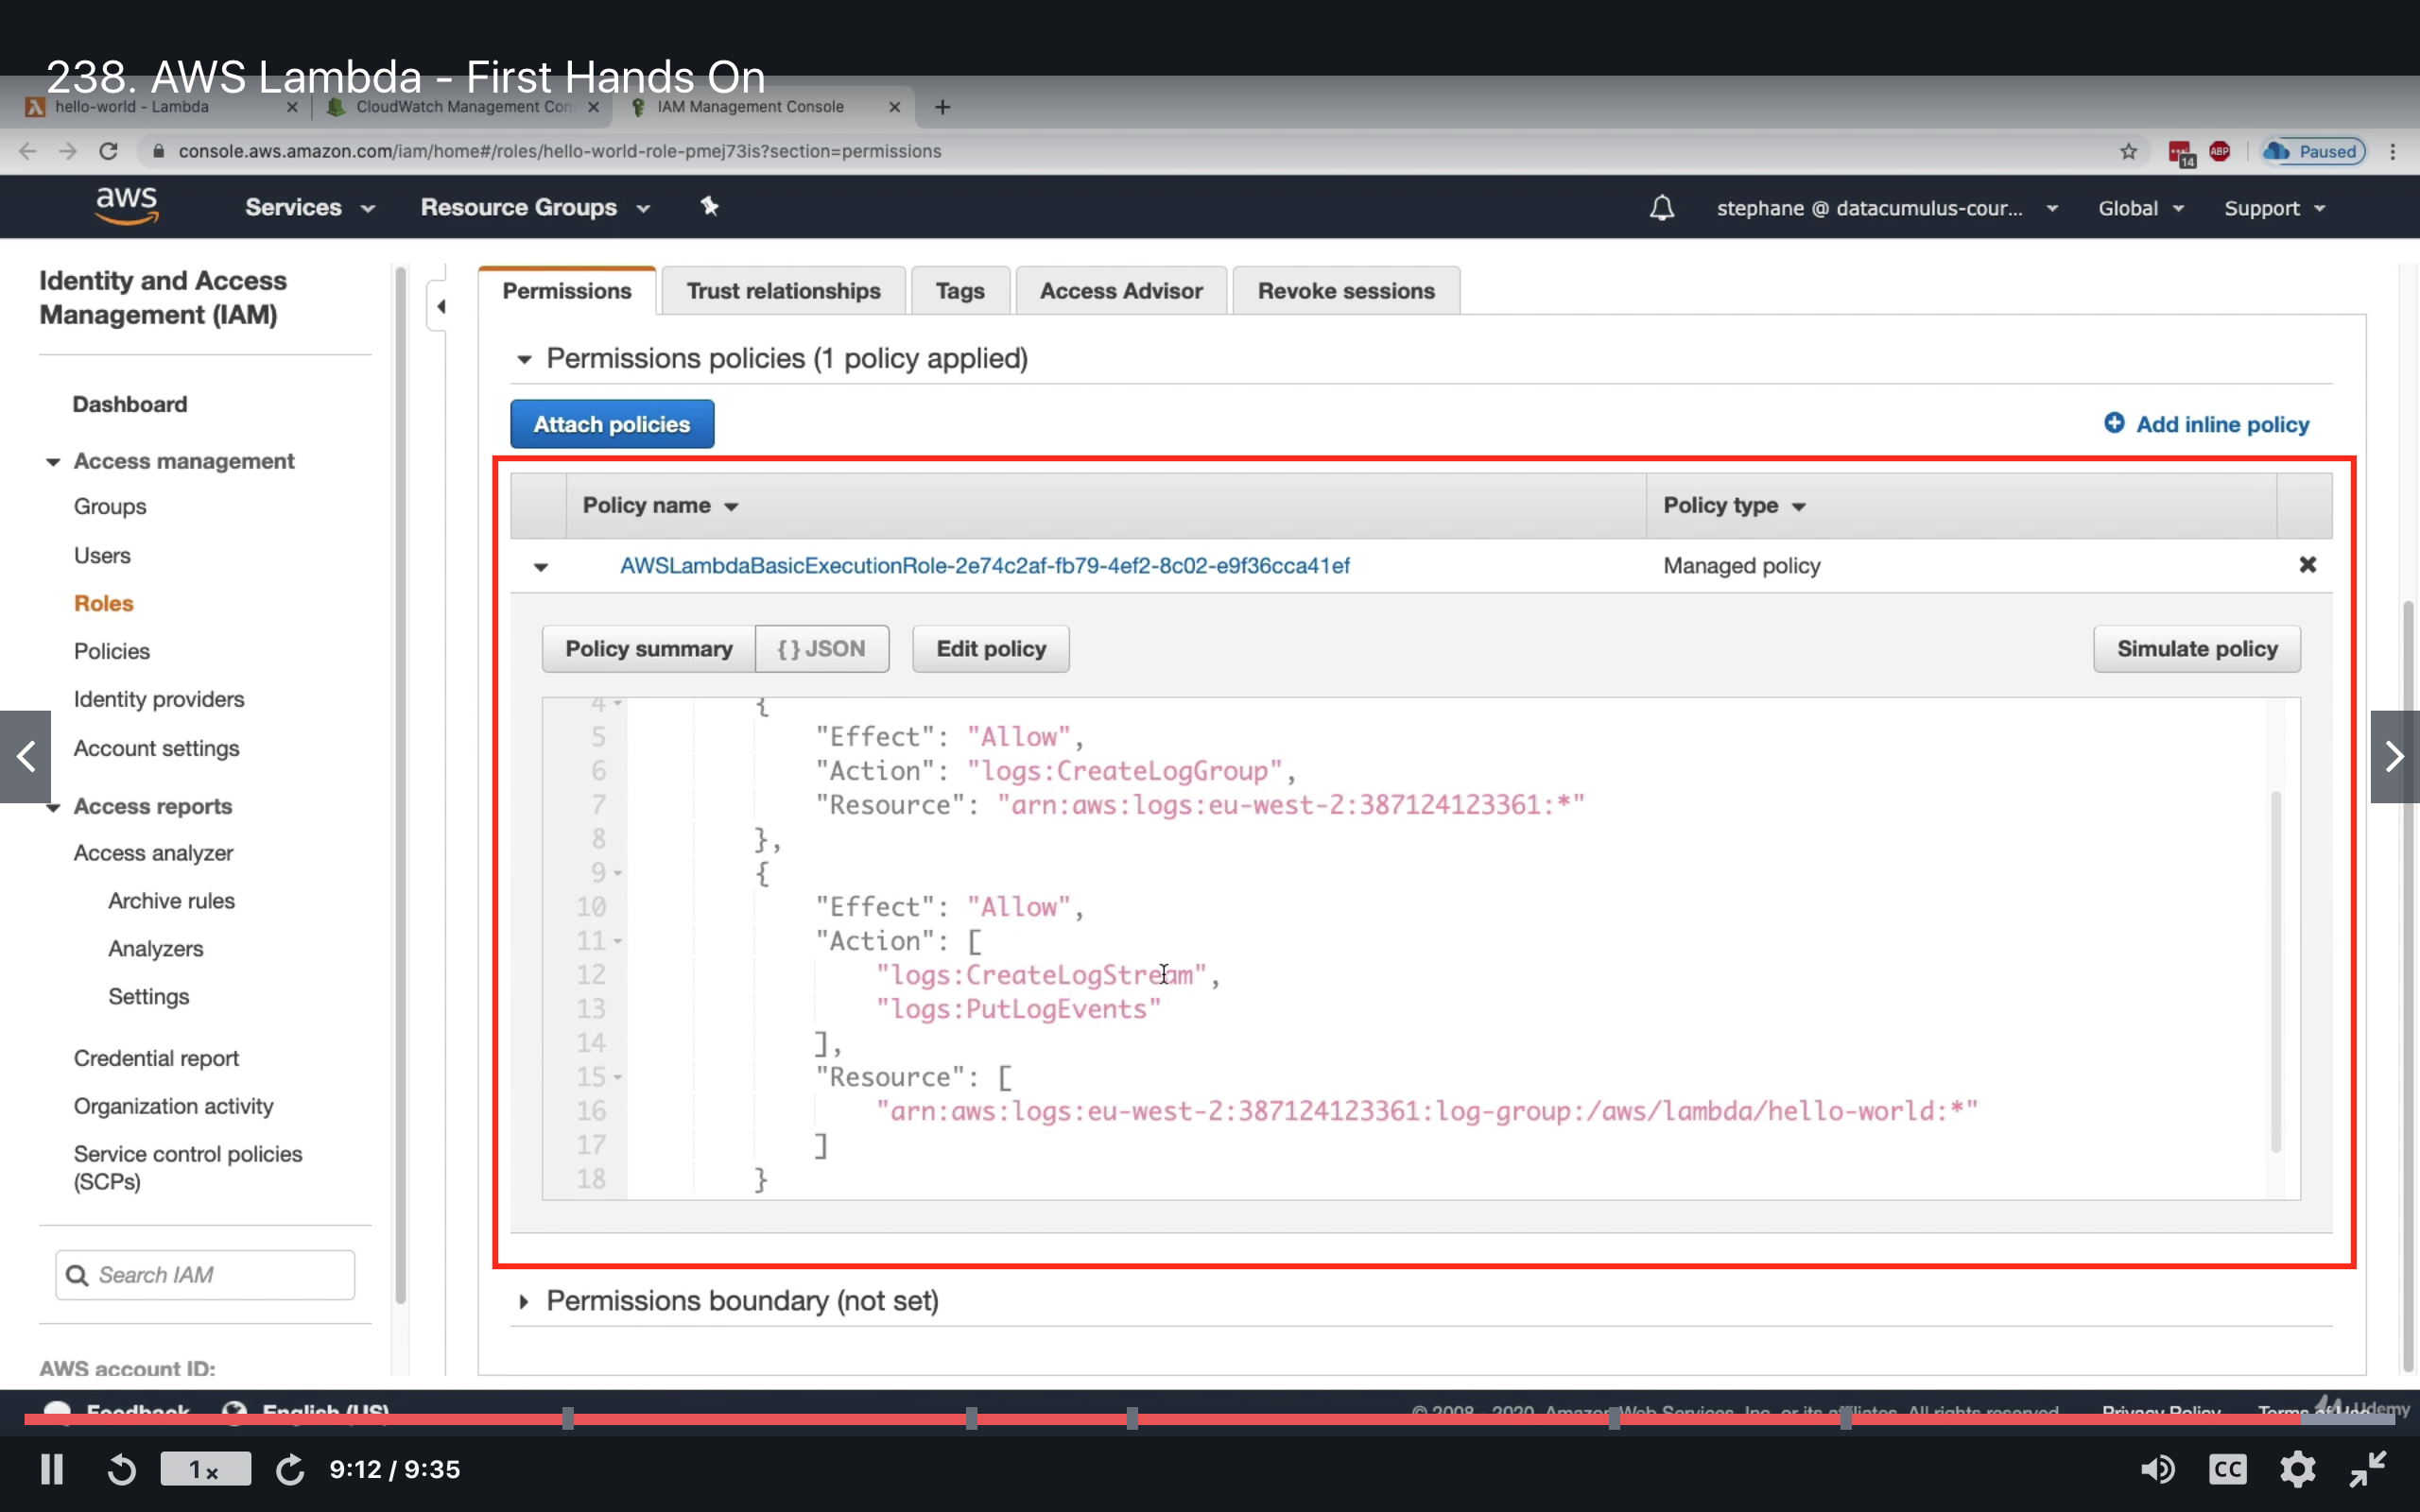 238. AWS Lambda - First Hands On
hello-world - Lambda
CloudWatch Management Con
IAM Management Console
console.aws.amazon.com/iam/home#/roles/hello-world-role-pmej73is?section=permissions
14
ABP
Paused
aws
Services
Resource Groups
stephane @ datacumulus-cour...
Global
Support
Identity and Access
Management (IAM)
Dashboard
Access management
Groups
Users
Roles
Policies
Identity providers
Account settings
Access reports
Access analyzer
Archive rules
Analyzers
Settings
Credential report
Organization activity
Service control policies
(SCPs)
Search IAM
AWS account ID:
Permissions
Trust relationships
Tags
Access Advisor
Revoke sessions
Permissions policies (1 policy applied)
Attach policies
Add inline policy
Policy name
Policy type
AWSLambdaBasicExecutionRole-2e74c2af-fb79-4ef2-8c02-e9f36cca41ef
Managed policy
Policy summary
{ } JSON
Edit policy
Simulate policy
4 {
5 "Effect": "Allow",
6 "Action": "logs:CreateLogGroup",
7 "Resource": "arn:aws:logs:eu-west-2:387124123361:*"
8 },
9 {
10 "Effect": "Allow",
11 "Action": [
12 "logs:CreateLogStream",
13 "logs:PutLogEvents"
14 ],
15 "Resource": [
16 "arn:aws:logs:eu-west-2:387124123361:log-group:/aws/lambda/hello-world:*"
17 ]
18 }
Permissions boundary (not set)
Feedback
English (US)
© 2008 - 2020, Amazon Web Services, Inc. or its affiliates. All rights reserved.
Privacy Policy
Terms of Use
Udemy
1x
9:12 / 9:35
CC